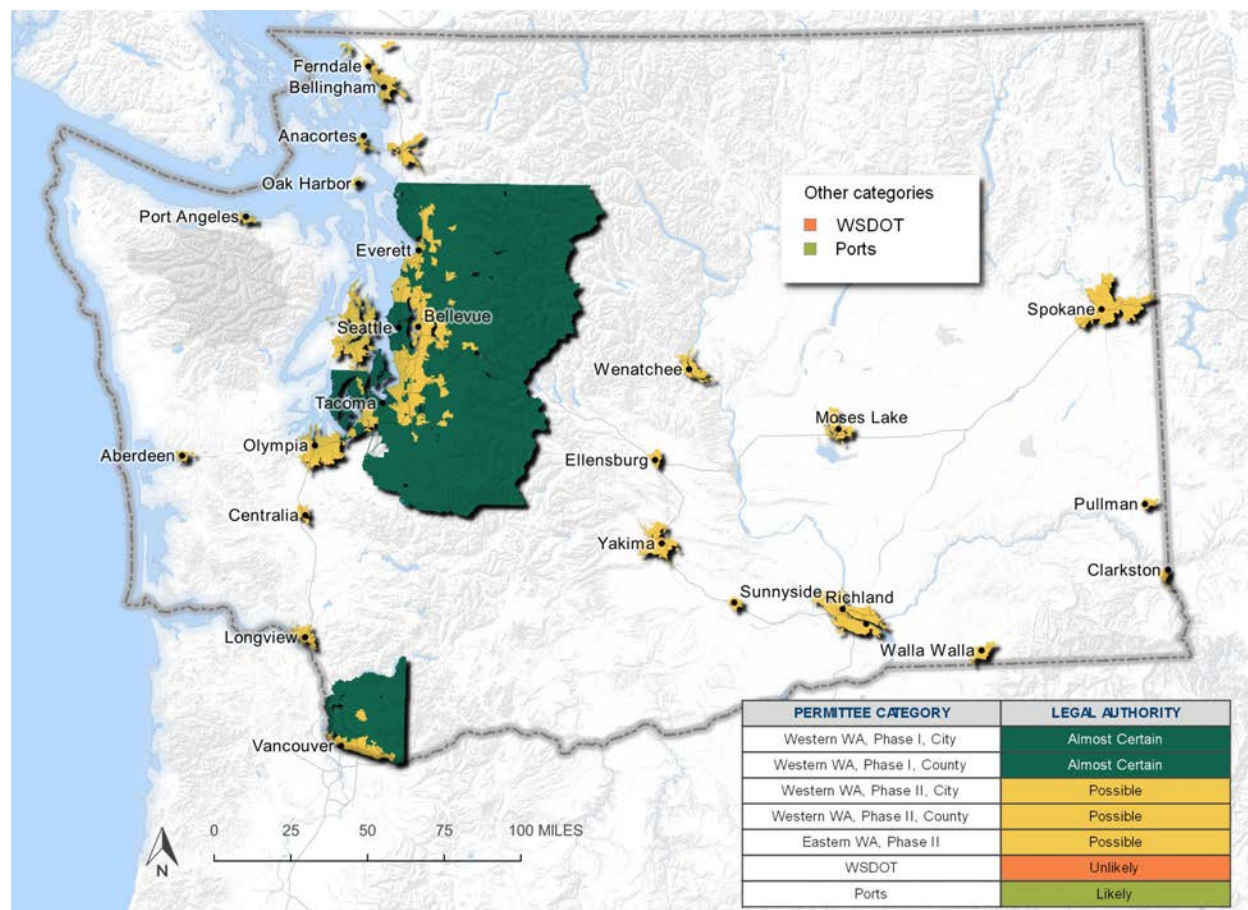 Ferndale
Bellingham
Anacortes
Oak Harbor
Port Angeles
Everett
Seattle
Bellevue
Tacoma
Olympia
Aberdeen
Centralia
Longview
Vancouver
Other categories
WSDOT
Ports
Spokane
Wenatchee
Moses Lake
Ellensburg
Yakima
Pullman
Clarkston
Sunnyside
Richland
Walla Walla
0 25 50 75 100 MILES
N
PERMITTEE CATEGORY LEGAL AUTHORITY
Western WA, Phase I, City Almost Certain
Western WA, Phase I, County Almost Certain
Western WA, Phase II, City Possible
Western WA, Phase II, County Possible
Eastern WA, Phase II Possible
WSDOT Unlikely
Ports Likely